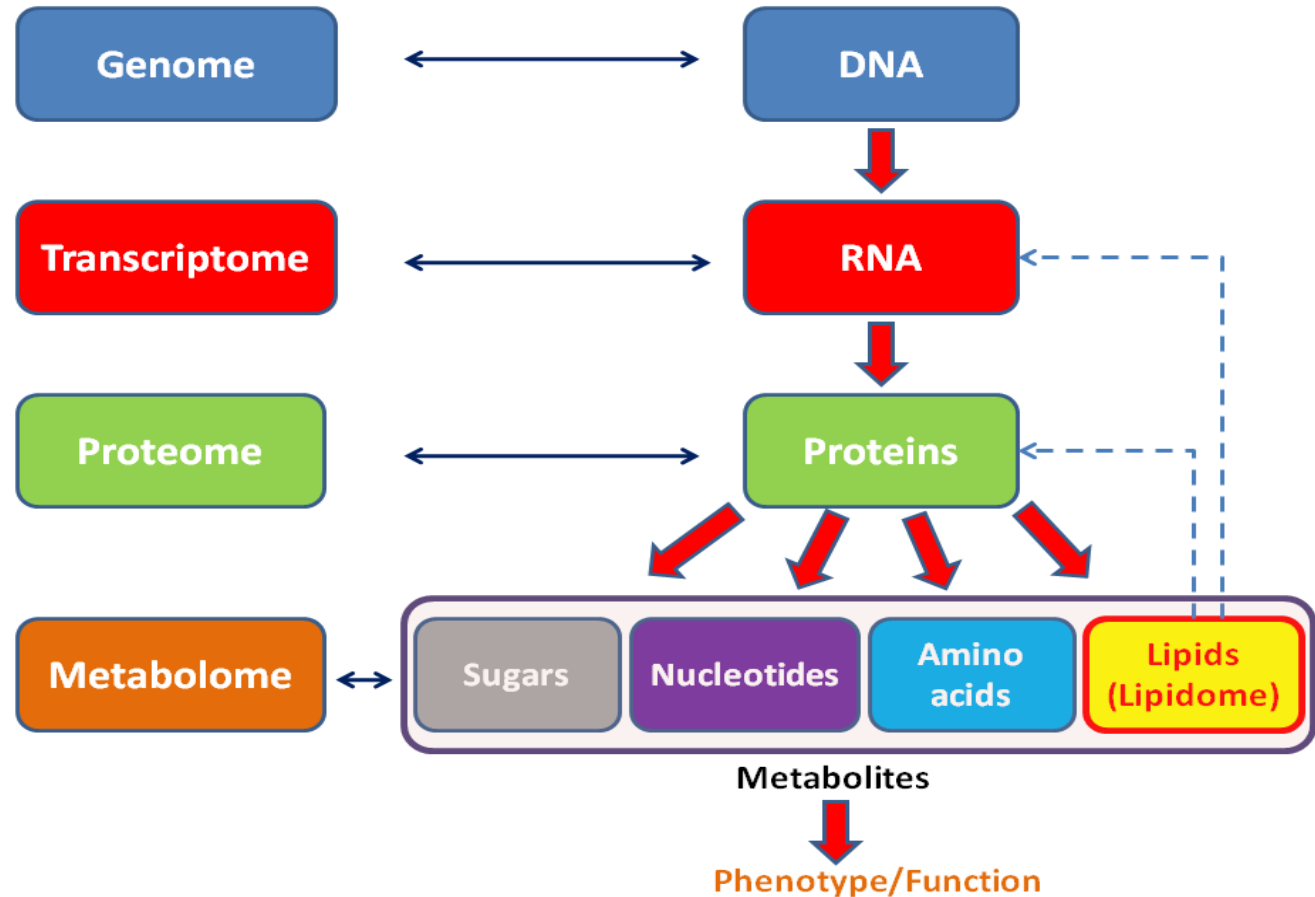 Genome
DNA
Transcriptome
RNA
Proteome
Proteins
Metabolome
Sugars
Nucleotides
Amino
acids
Lipids
(Lipidome)
Metabolites
Phenotype/Function